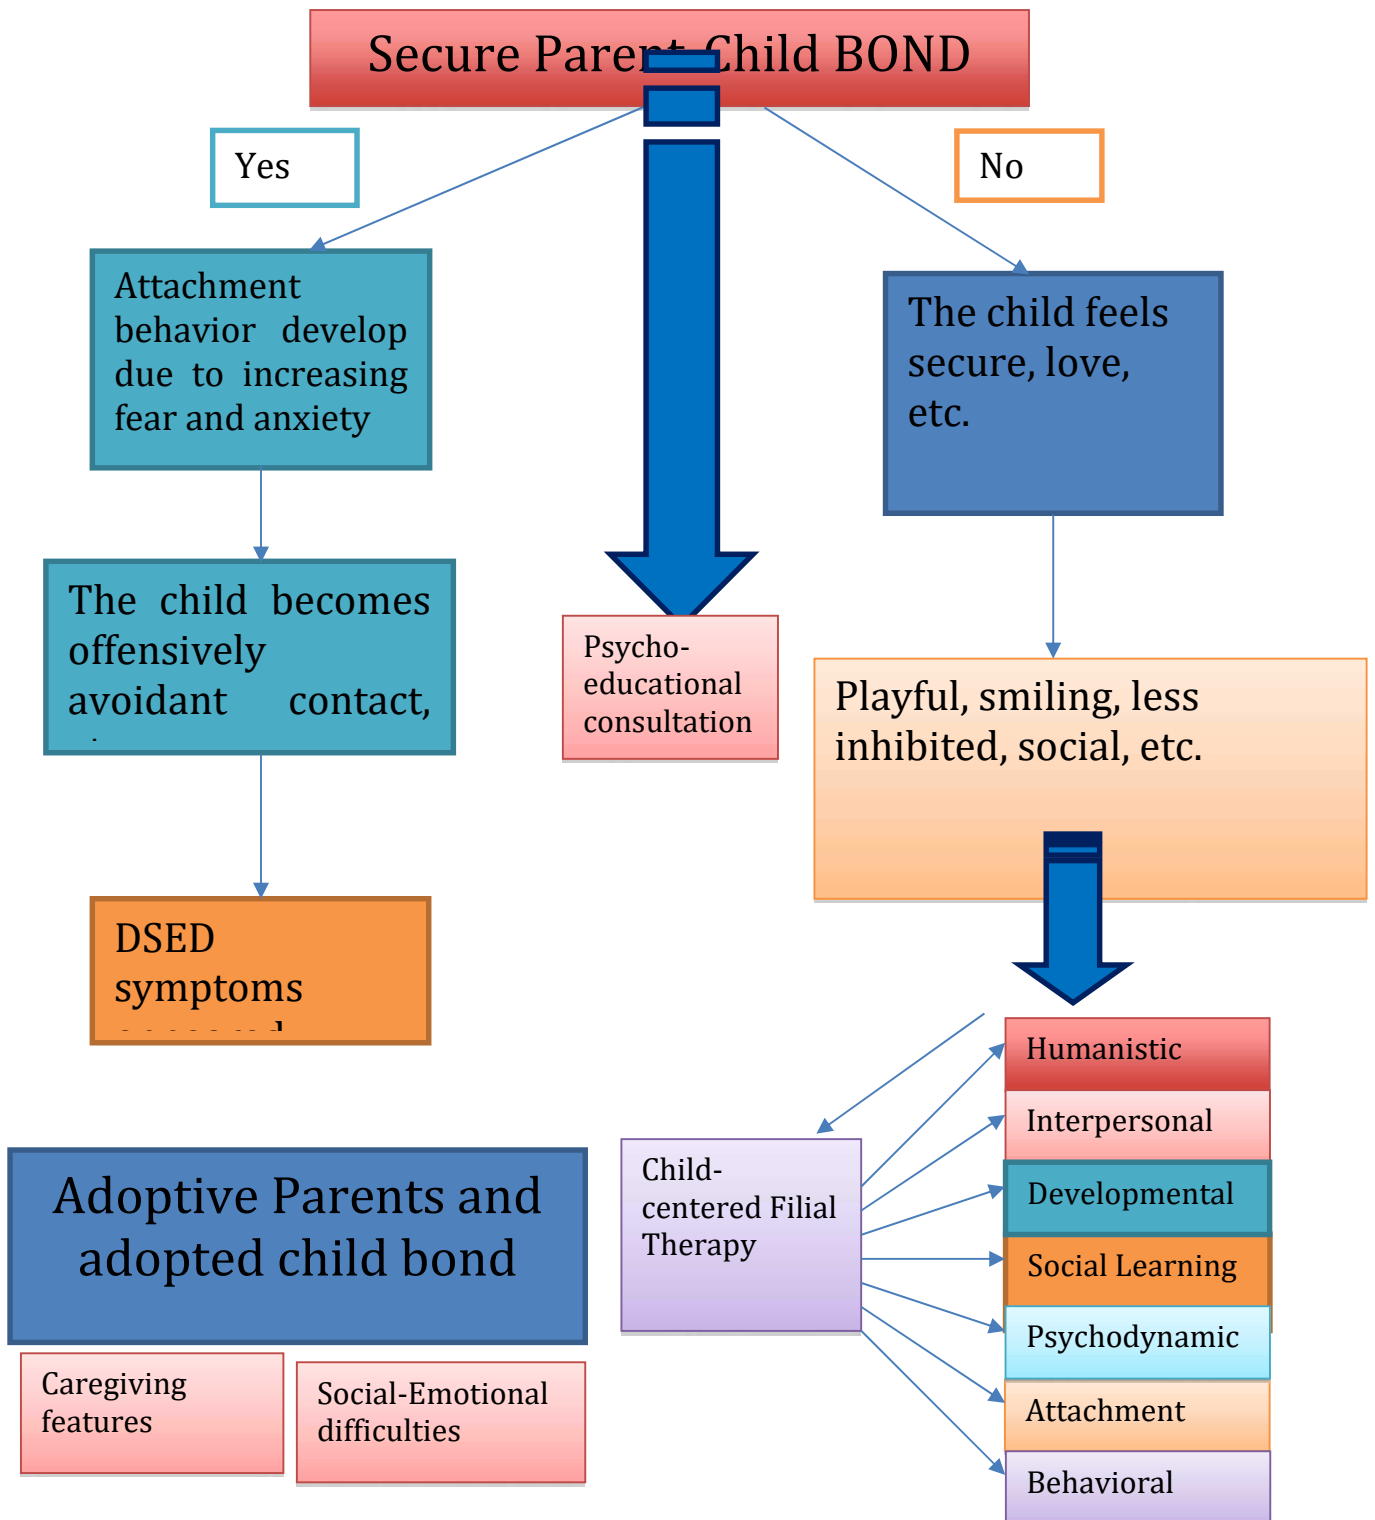 Secure Parent-Child BOND
Yes
No
Attachment
behavior develop
due to increasing
fear and anxiety
The child feels
secure, love,
etc.
The child becomes
offensively
avoidant contact,
Psycho-
educational
consultation
Playful, smiling, less
inhibited, social, etc.
DSED
symptoms
Humanistic
Interpersonal
Developmental
Social Learning
Psychodynamic
Attachment
Behavioral
Child-
centered Filial
Therapy
Adoptive Parents and
adopted child bond
Caregiving
features
Social-Emotional
difficulties